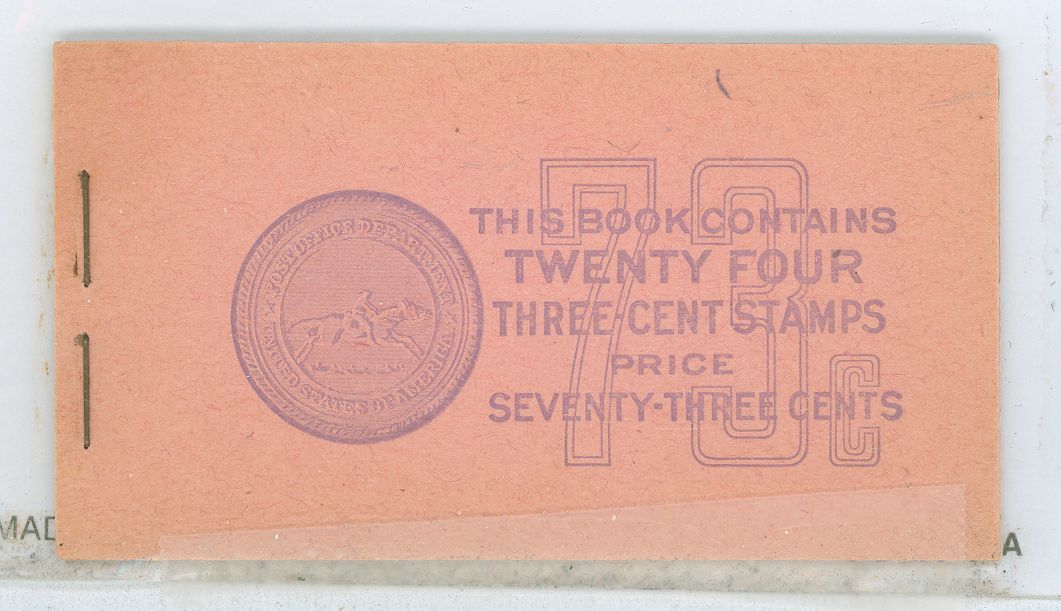 POST OFFICE DEPARTMENT
UNITED STATES OF AMERICA
73c
THIS BOOK CONTAINS
TWENTY FOUR
THREE-CENT STAMPS
PRICE
SEVENTY-THREE CENTS
MAD
A